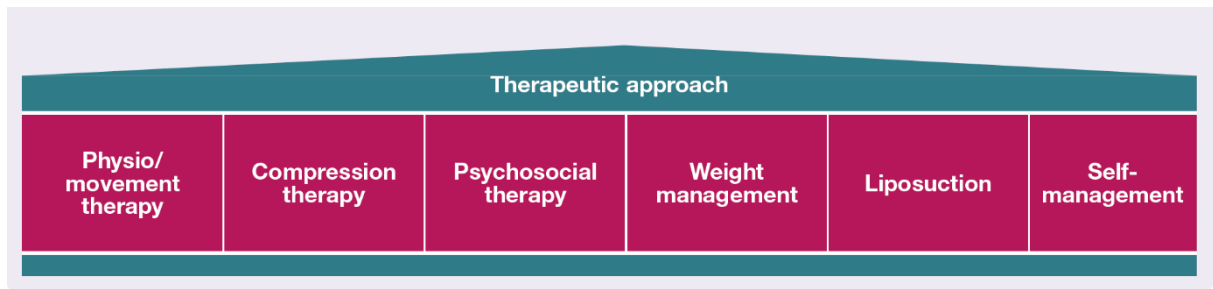 Therapeutic approach
Physio/
movement
therapy
Compression
therapy
Psychosocial
therapy
Weight
management
Liposuction
Self-
management